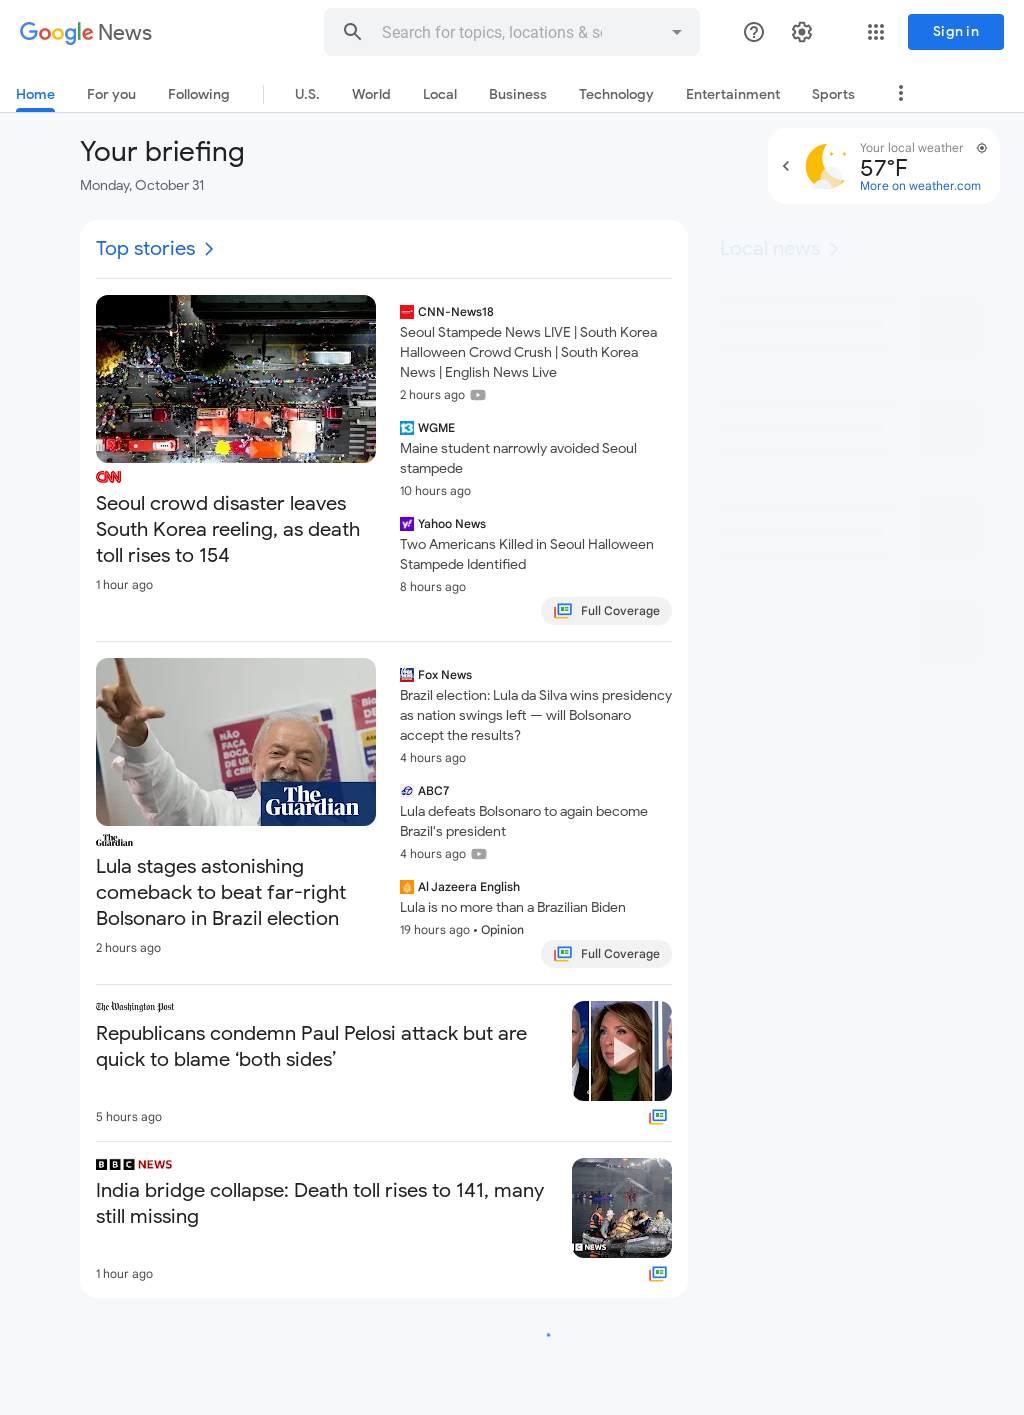 Google News
Search for topics, locations & so
Sign in
Home
For you
Following
U.S.
World
Local
Business
Technology
Entertainment
Sports
Your briefing
Monday, October 31
Your local weather
57°F
More on weather.com
Top stories
Local news
CNN
Seoul crowd disaster leaves
South Korea reeling, as death
toll rises to 154
1 hour ago
CNN-News18
Seoul Stampede News LIVE | South Korea
Halloween Crowd Crush | South Korea
News | English News Live
2 hours ago
WGME
Maine student narrowly avoided Seoul
stampede
10 hours ago
Yahoo News
Two Americans Killed in Seoul Halloween
Stampede Identified
8 hours ago
Full Coverage
NÃO
FAÇA
BOCA
DE UR
É CRI
The
Guardian
The
Guardian
Lula stages astonishing
comeback to beat far-right
Bolsonaro in Brazil election
2 hours ago
Fox News
Brazil election: Lula da Silva wins presidency
as nation swings left — will Bolsonaro
accept the results?
4 hours ago
ABC7
Lula defeats Bolsonaro to again become
Brazil's president
4 hours ago
Al Jazeera English
Lula is no more than a Brazilian Biden
19 hours ago • Opinion
Full Coverage
The Washington Post
Republicans condemn Paul Pelosi attack but are
quick to blame ‘both sides’
5 hours ago
BBC NEWS
India bridge collapse: Death toll rises to 141, many
still missing
C NEWS
1 hour ago